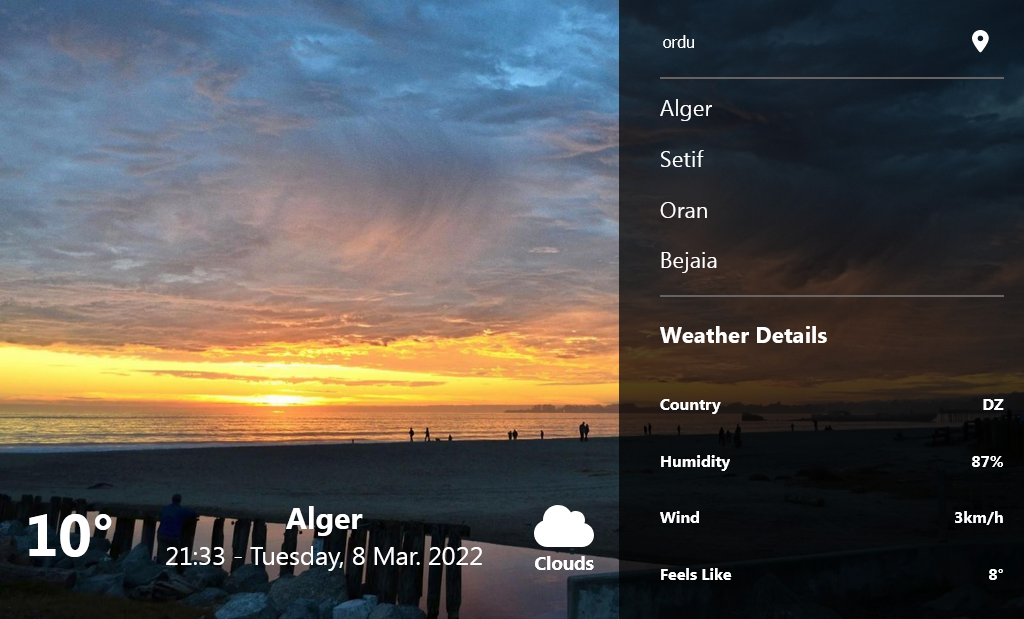 ordu
Alger
Setif
Oran
Bejaia
Weather Details
Country DZ
Humidity 87%
Wind 3km/h
Feels Like 8°
10°
Alger
21:33 - Tuesday, 8 Mar. 2022
Clouds